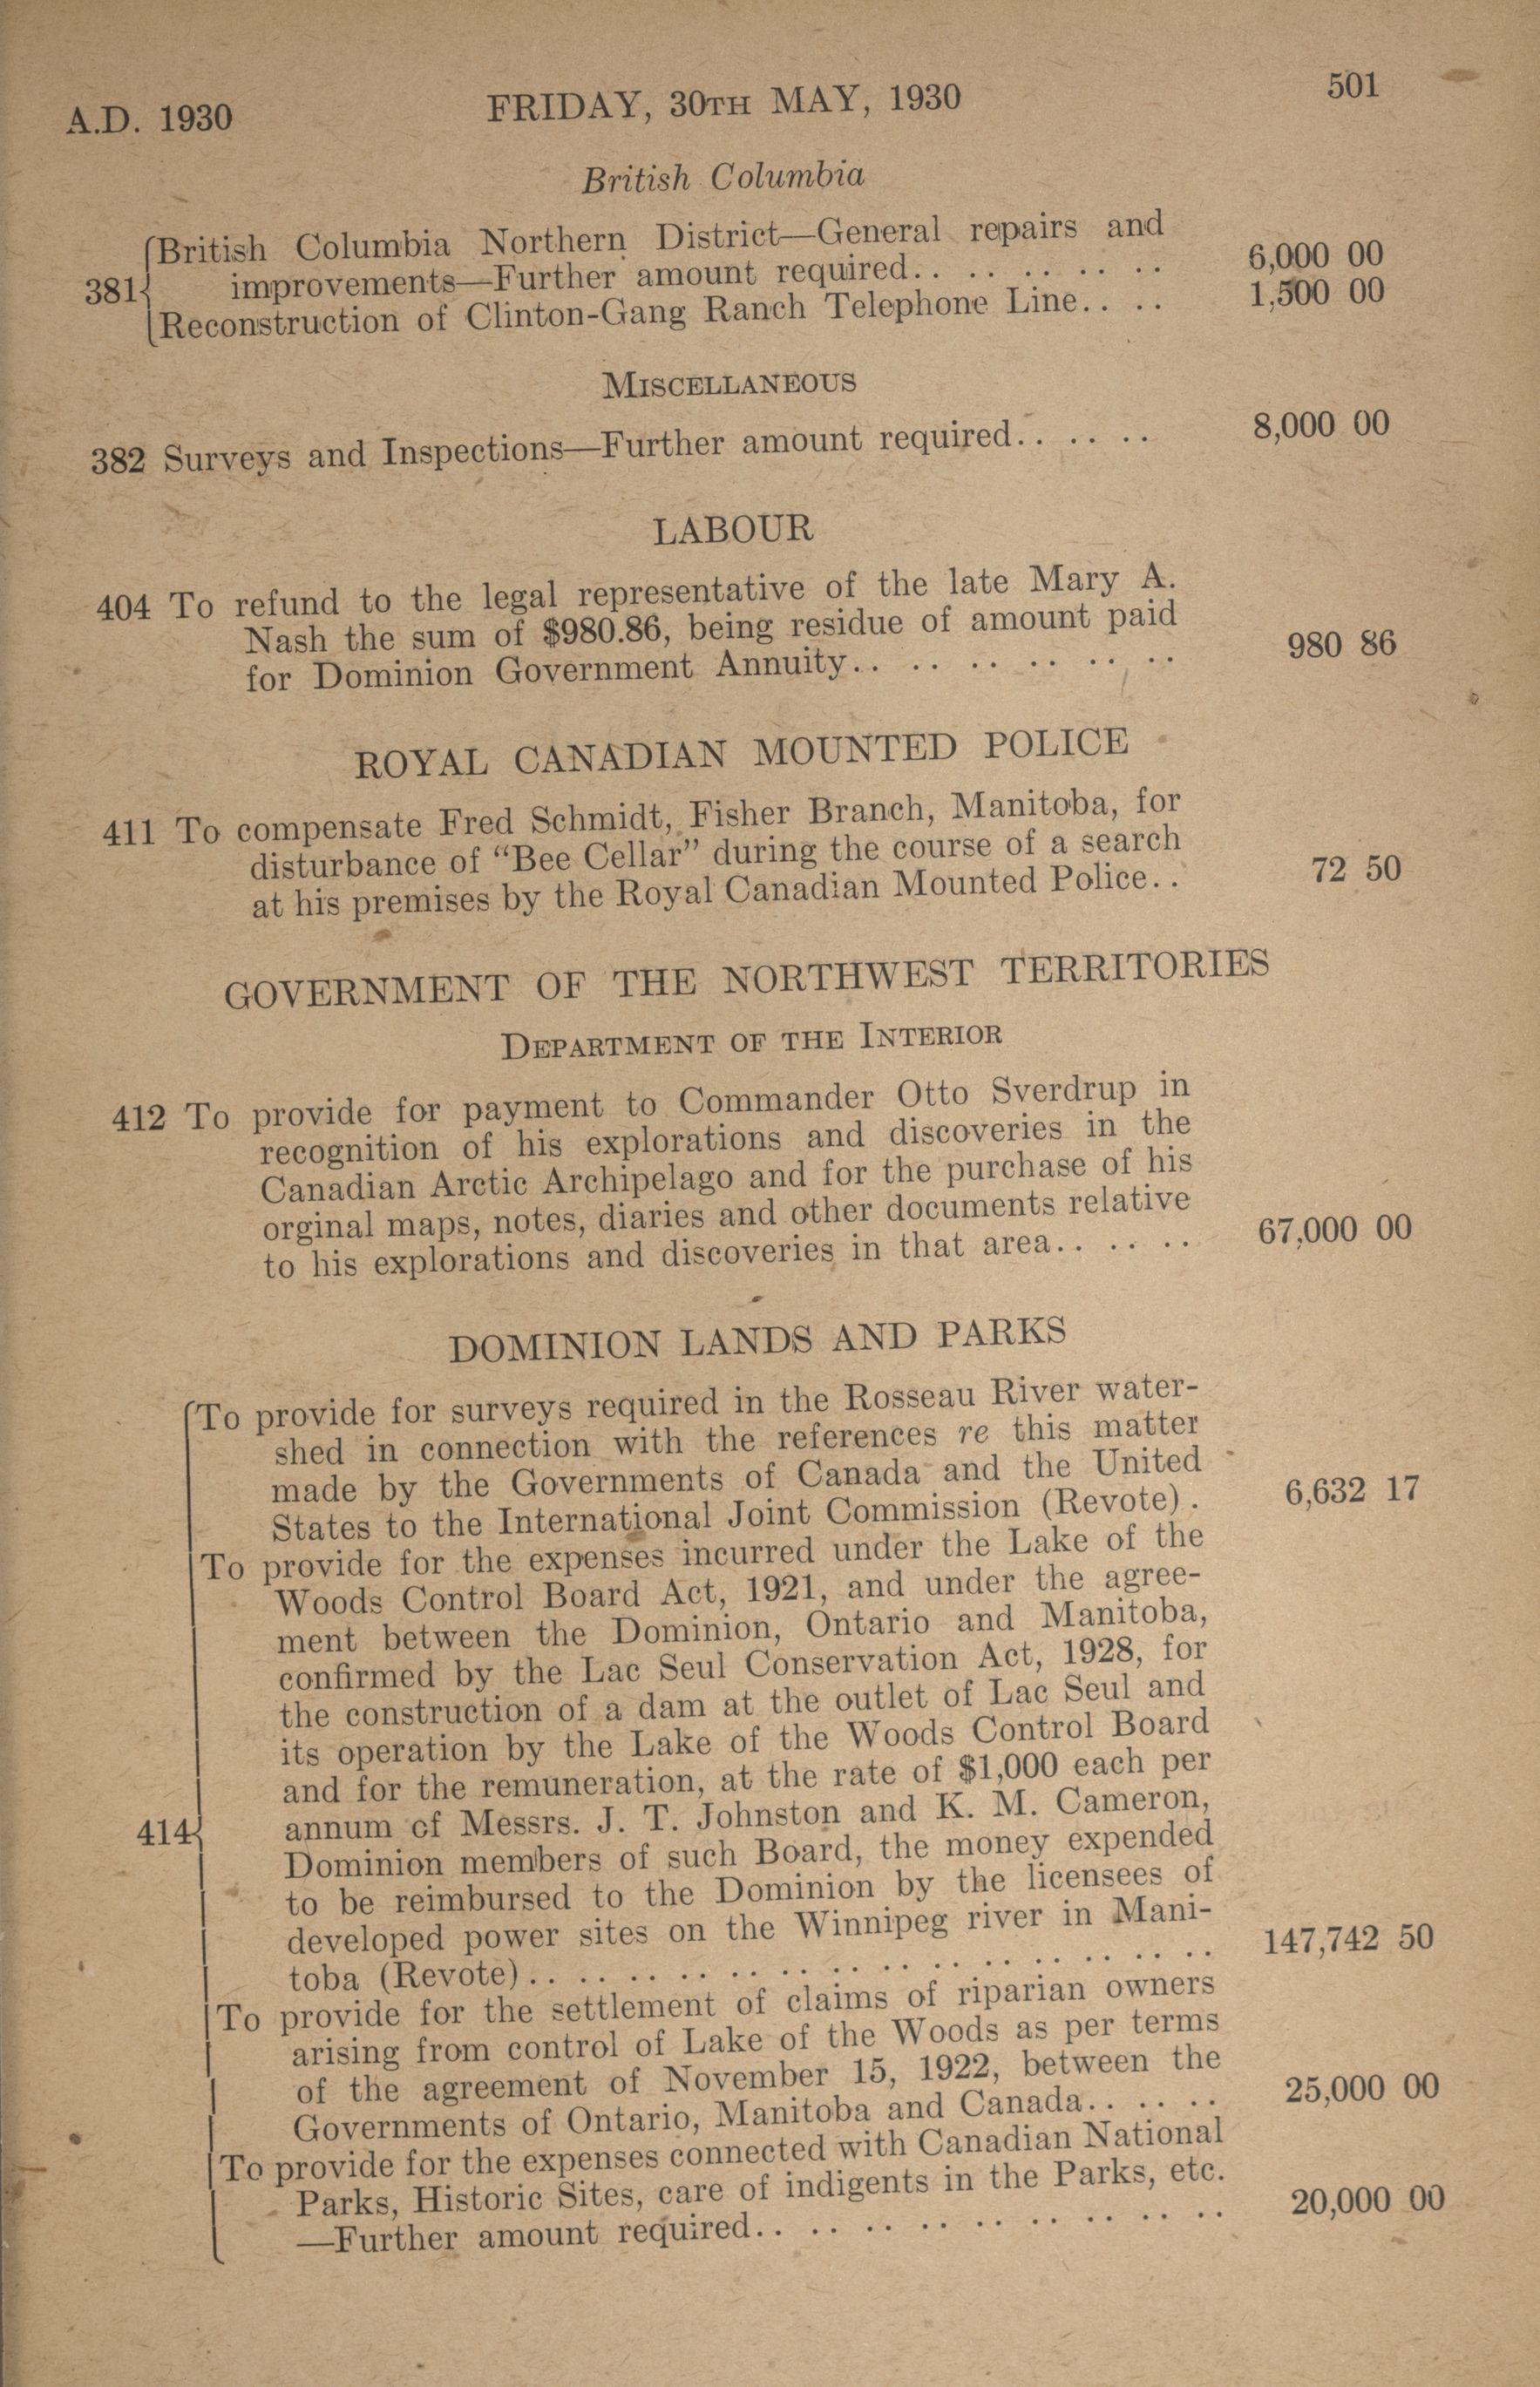 A.D. 1930 FRIDAY, 30TH MAY, 1930 501
British Columbia
British Columbia Northern District—General repairs and
381 improvements—Further amount required.. .. .. .. .. 6,000 00
Reconstruction of Clinton-Gang Ranch Telephone Line.. .. 1,500 00
MISCELLANEOUS
382 Surveys and Inspections—Further amount required.. .. .. 8,000 00
LABOUR
404 To refund to the legal representative of the late Mary A.
Nash the sum of $980.86, being residue of amount paid
for Dominion Government Annuity.. .. .. .. .. .. 980 86
ROYAL CANADIAN MOUNTED POLICE
411 To compensate Fred Schmidt, Fisher Branch, Manitoba, for
disturbance of “Bee Cellar” during the course of a search
at his premises by the Royal Canadian Mounted Police.. 72 50
GOVERNMENT OF THE NORTHWEST TERRITORIES
DEPARTMENT OF THE INTERIOR
412 To provide for payment to Commander Otto Sverdrup in
recognition of his explorations and discoveries in the
Canadian Arctic Archipelago and for the purchase of his
orginal maps, notes, diaries and other documents relative
to his explorations and discoveries in that area.. .. .. 67,000 00
DOMINION LANDS AND PARKS
To provide for surveys required in the Rosseau River water-
shed in connection with the references re this matter
made by the Governments of Canada and the United
States to the International Joint Commission (Revote). 6,632 17
To provide for the expenses incurred under the Lake of the
Woods Control Board Act, 1921, and under the agree-
ment between the Dominion, Ontario and Manitoba,
confirmed by the Lac Seul Conservation Act, 1928, for
the construction of a dam at the outlet of Lac Seul and
its operation by the Lake of the Woods Control Board
and for the remuneration, at the rate of $1,000 each per
414 annum of Messrs. J. T. Johnston and K. M. Cameron,
Dominion members of such Board, the money expended
to be reimbursed to the Dominion by the licensees of
developed power sites on the Winnipeg river in Mani-
toba (Revote).. .. .. .. .. .. .. .. .. .. .. .. .. .. 147,742 50
To provide for the settlement of claims of riparian owners
arising from control of Lake of the Woods as per terms
of the agreement of November 15, 1922, between the
Governments of Ontario, Manitoba and Canada.. .. .. 25,000 00
To provide for the expenses connected with Canadian National
Parks, Historic Sites, care of indigents in the Parks, etc.
—Further amount required.. .. .. .. .. .. .. .. .. 20,000 00